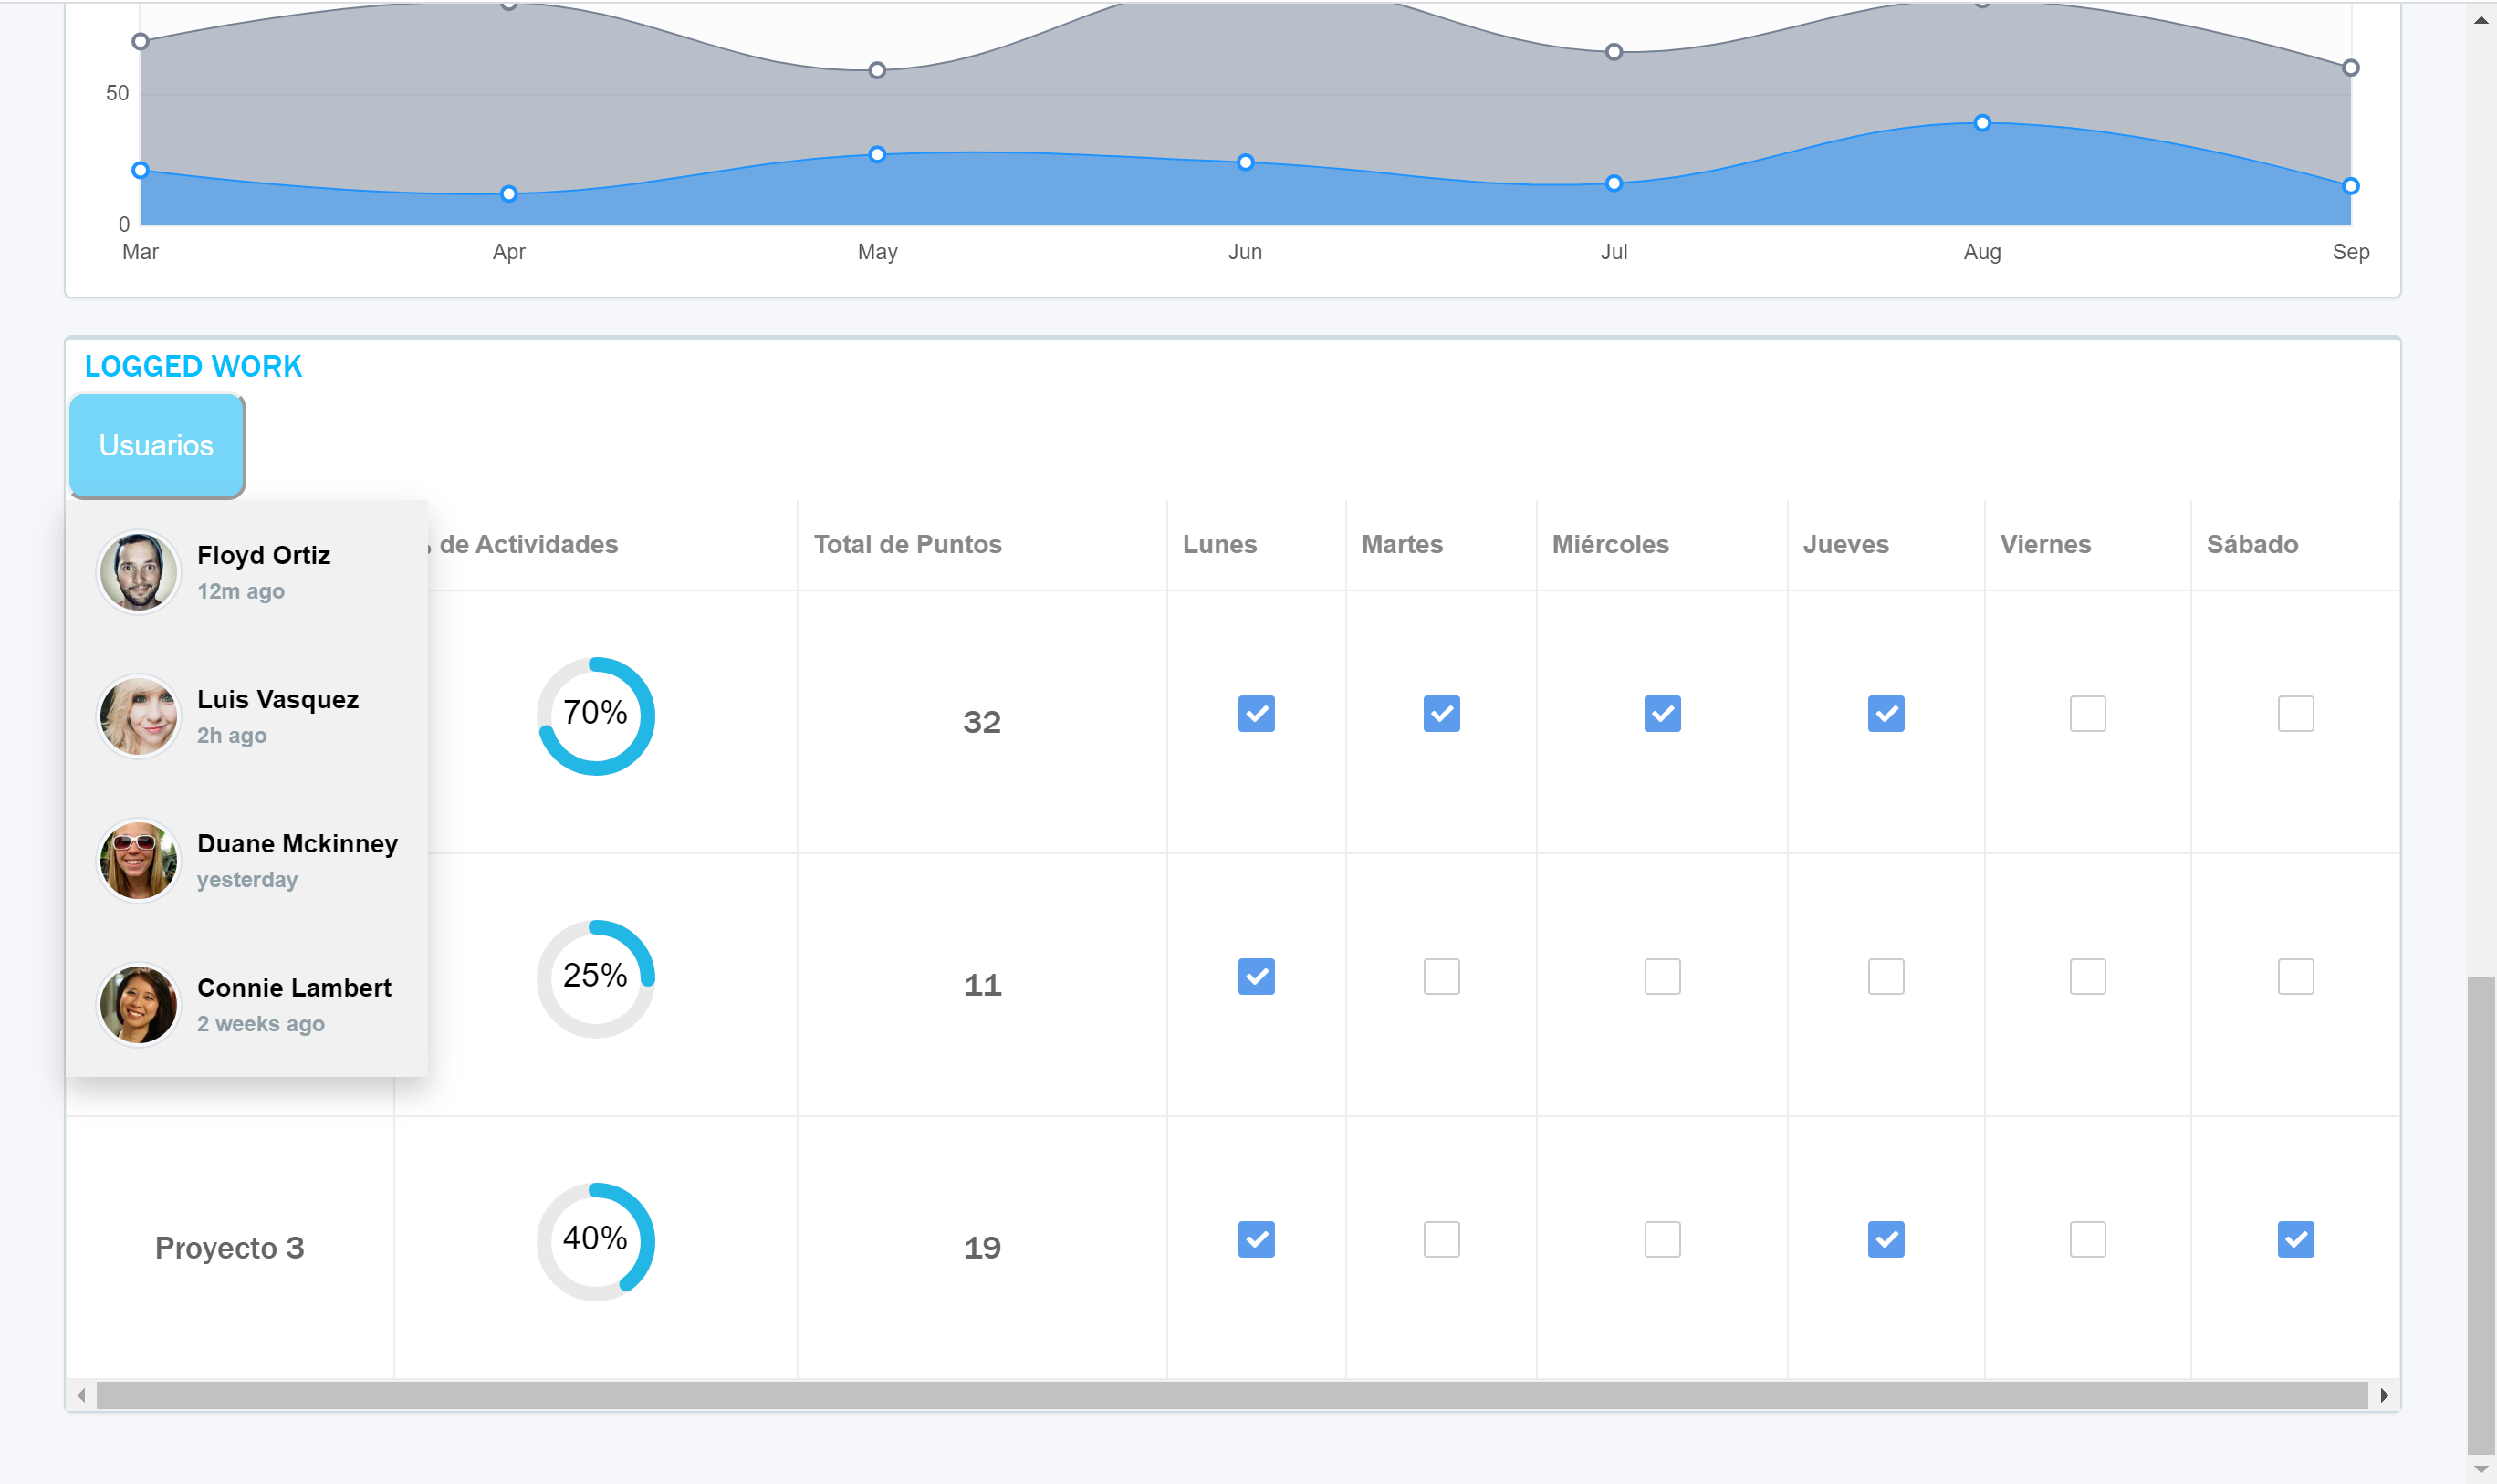 50
0
Mar Apr May Jun Jul Aug Sep
LOGGED WORK
Usuarios
de Actividades Total de Puntos Lunes Martes Miércoles Jueves Viernes Sábado
Floyd Ortiz
12m ago
Luis Vasquez
2h ago
Duane Mckinney
yesterday
Connie Lambert
2 weeks ago
70% 32
25% 11
Proyecto 3 40% 19